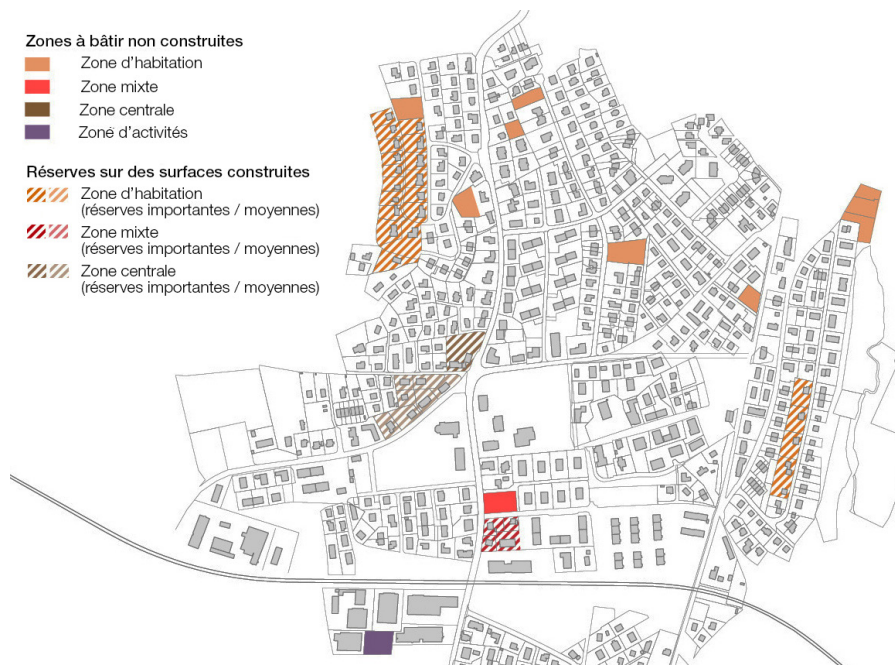 Zones à bâtir non construites
Zone d'habitation
Zone mixte
Zone centrale
Zone d'activités
Réserves sur des surfaces construites
Zone d'habitation
(réserves importantes / moyennes)
Zone mixte
(réserves importantes / moyennes)
Zone centrale
(réserves importantes / moyennes)